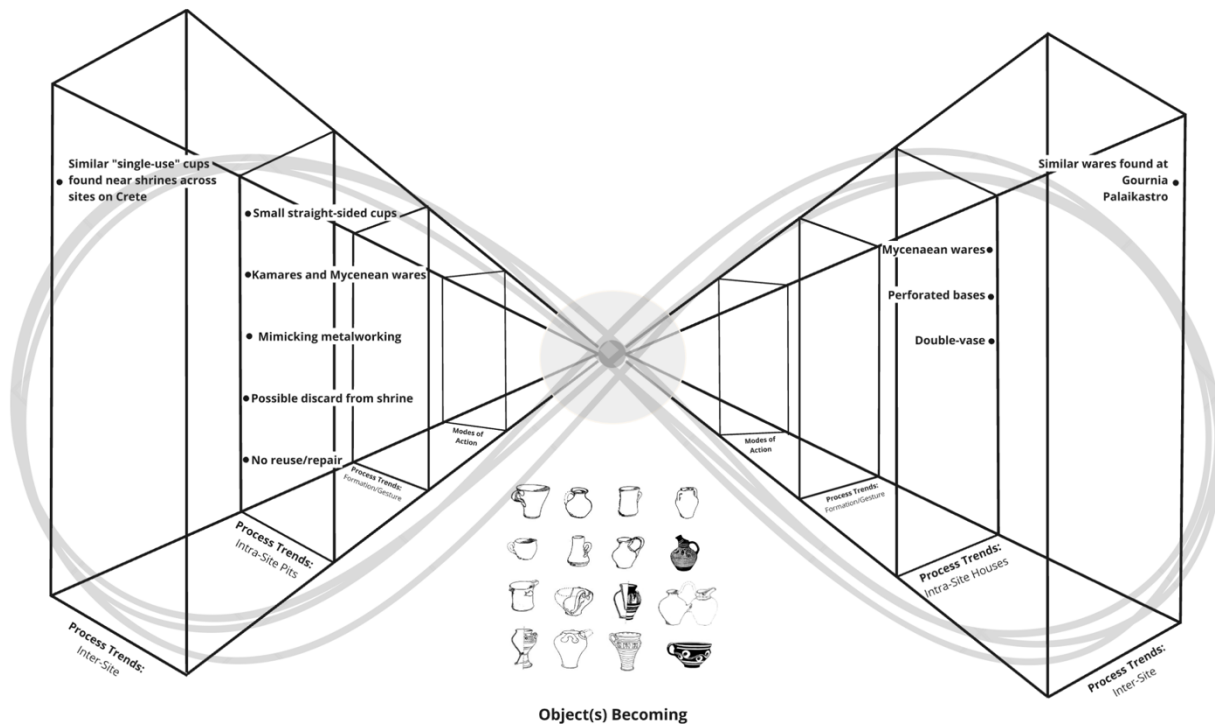 Similar "single-use" cups
found near shrines across
sites on Crete
Small straight-sided cups
Kamares and Mycenean wares
Mimicking metalworking
Possible discard from shrine
No reuse/repair
Modes of
Action
Process Trends:
Formation/Gesture
Process Trends:
Intra-Site Pits
Process Trends:
Inter-Site
Similar wares found at
Gournia
Palaikastro
Mycenaean wares
Perforated bases
Double-vase
Modes of
Action
Process Trends:
Formation/Gesture
Process Trends:
Intra-Site Houses
Process Trends:
Inter-Site
Object(s) Becoming